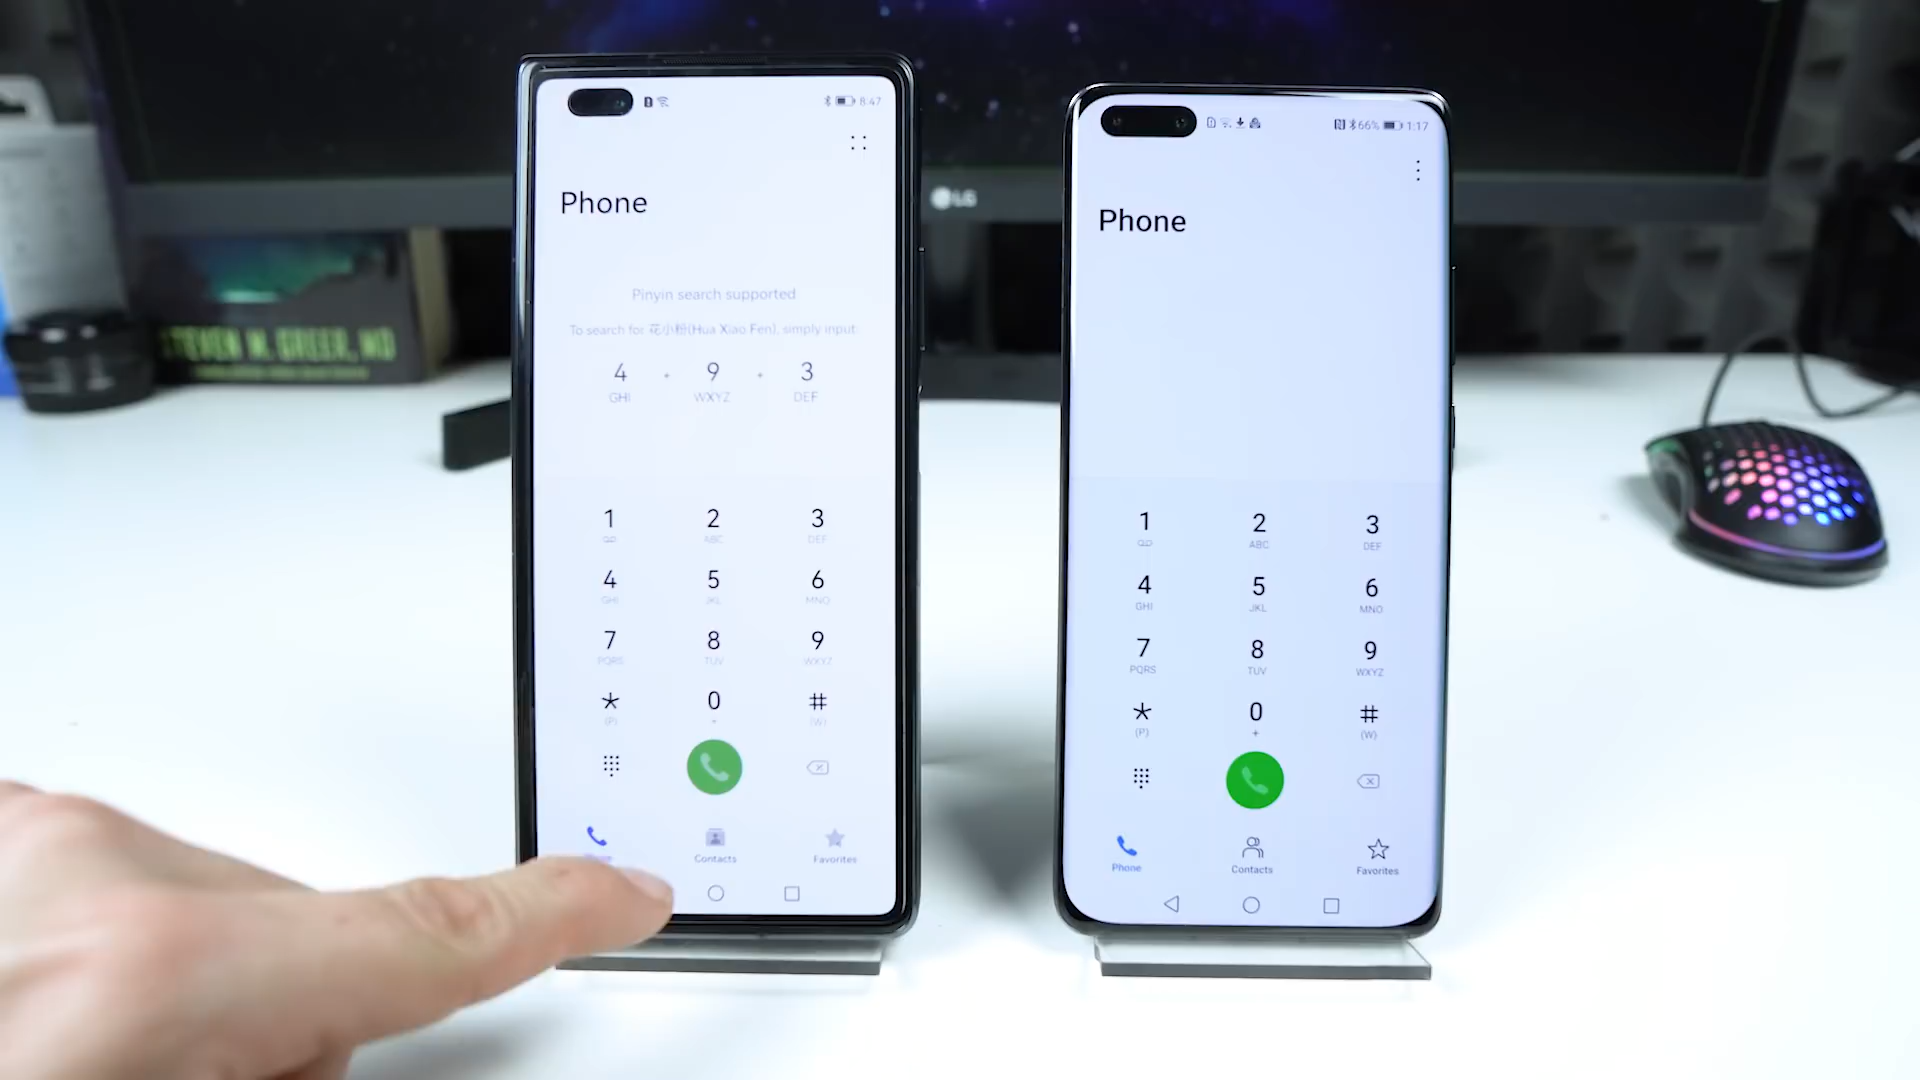 8:47
Phone
Pinyin search supported
To search for 花小粉(Hua Xiao Fen), simply input:
4 9 3
GHI WXYZ DEF
1 2 3
ABC DEF
4 5 6
GHI JKL MNO
7 8 9
PQRS TUV WXYZ
* 0 #
(P) + (W)
Contacts Favorites
66% 1:17
Phone
1 2 3
ABC DEF
4 5 6
GHI JKL MNO
7 8 9
PQRS TUV WXYZ
* 0 #
(P) + (W)
Phone Contacts Favorites
LG
STEVEN M. GREER, MD